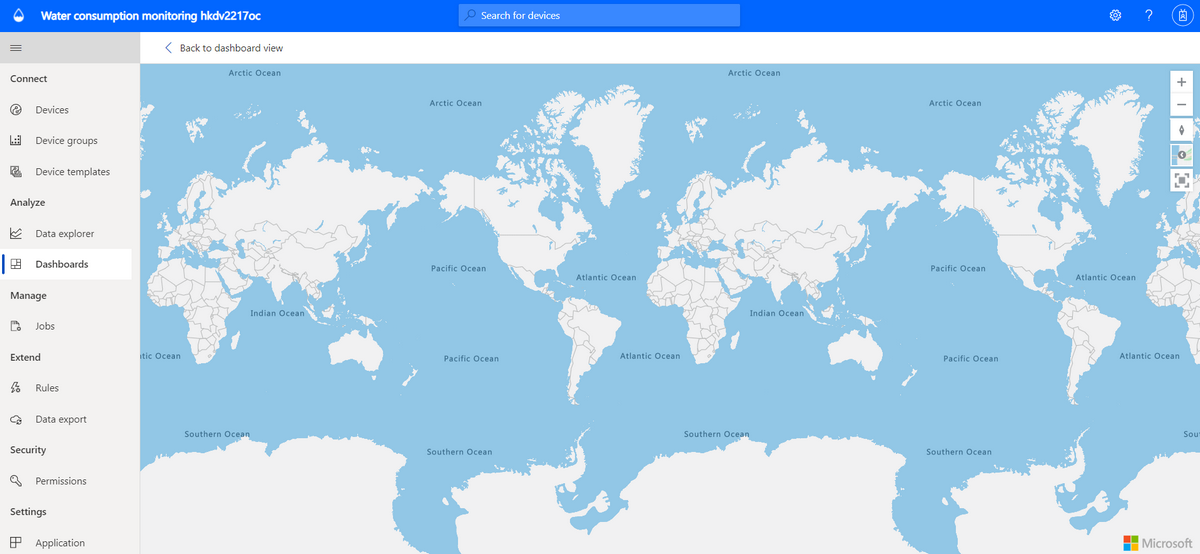 Water consumption monitoring hkdv2217oc
Search for devices
?
Back to dashboard view
Connect
Devices
Device groups
Device templates
Analyze
Data explorer
Dashboards
Manage
Jobs
Extend
Rules
Data export
Security
Permissions
Settings
Application
Arctic Ocean
Arctic Ocean
Arctic Ocean
Arctic Ocean
Pacific Ocean
Atlantic Ocean
Pacific Ocean
Atlantic Ocean
Indian Ocean
Indian Ocean
tic Ocean
Pacific Ocean
Atlantic Ocean
Pacific Ocean
Atlantic Ocean
Southern Ocean
Southern Ocean
Sou
Southern Ocean
Southern Ocean
Microsoft